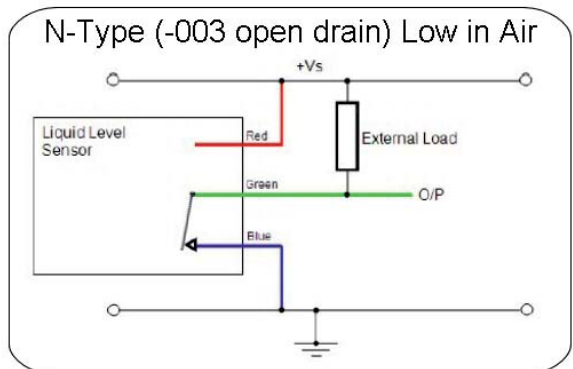 N-Type (-003 open drain) Low in Air
+Vs
Liquid Level
Sensor
Red
External Load
Green
O/P
Blue